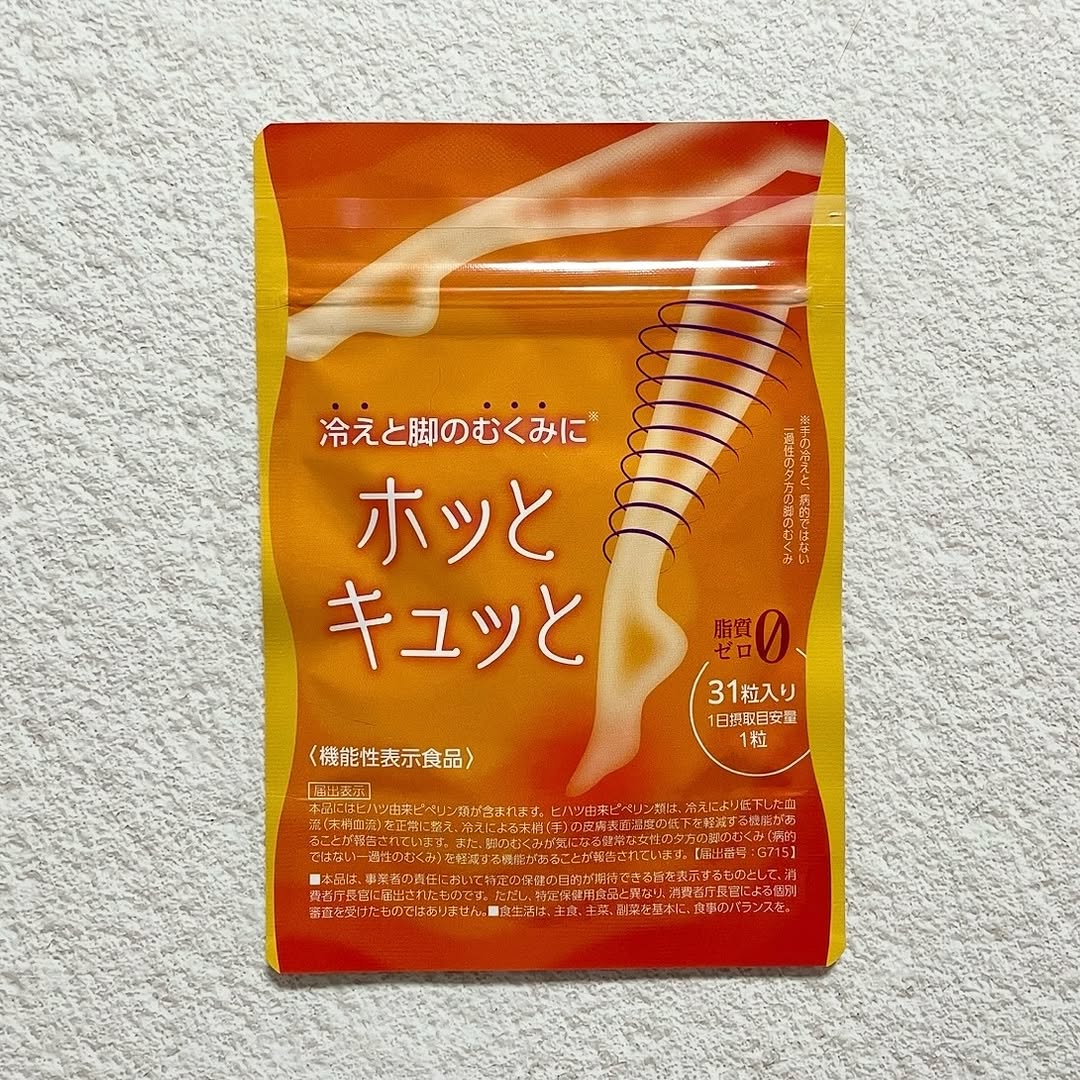 冷えと脚のむくみに※
ホッと
キュッと
※手の冷えと、病的ではない
一過性の夕方の脚のむくみ
脂質
ゼロ0
31粒入り
1日摂取目安量
1粒
〈機能性表示食品〉
届出表示
本品にはヒハツ由来ピペリン類が含まれます。ヒハツ由来ピペリン類は、冷えにより低下した血
流（末梢血流）を正常に整え、冷えによる末梢（手）の皮膚表面温度の低下を軽減する機能があ
ることが報告されています。また、脚のむくみが気になる健常な女性の夕方の脚のむくみ（病的
ではない一過性のむくみ）を軽減する機能があることが報告されています。【届出番号：G715】
■本品は、事業者の責任において特定の保健の目的が期待できる旨を表示するものとして、消
費者庁長官に届出されたものです。ただし、特定保健用食品と異なり、消費者庁長官による個別
審査を受けたものではありません。■食生活は、主食、主菜、副菜を基本に、食事のバランスを。